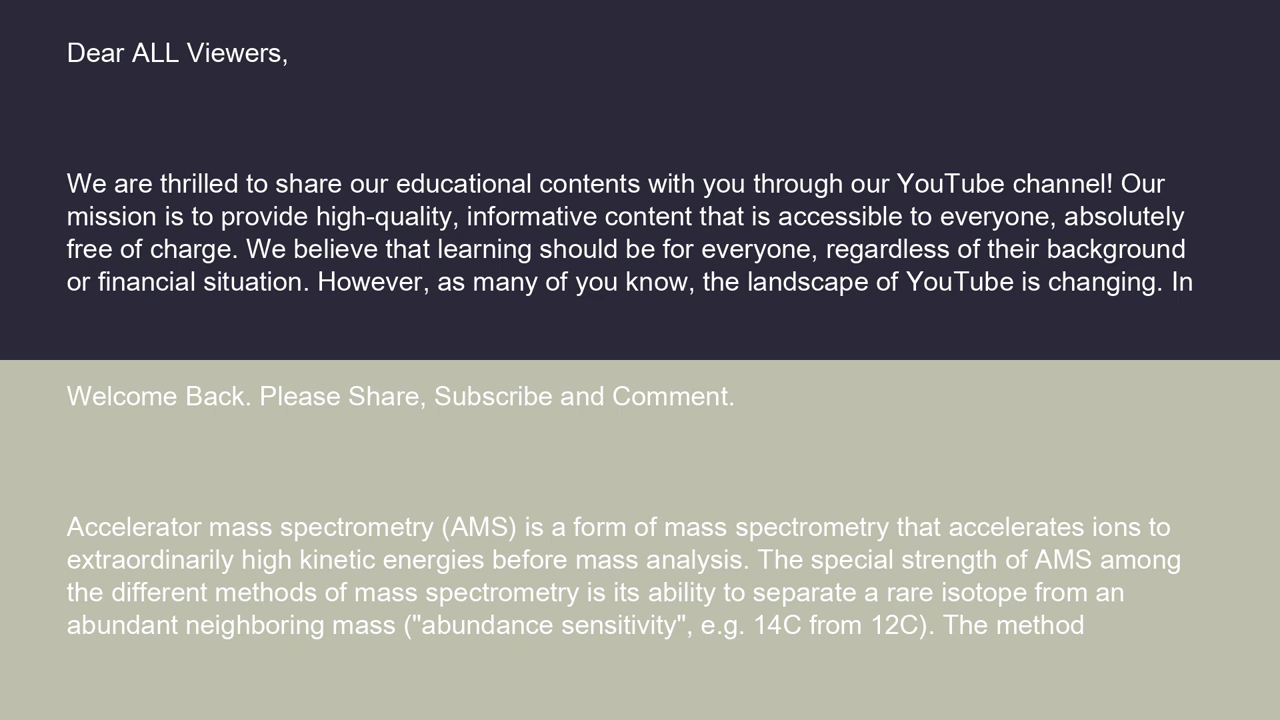 Dear ALL Viewers,
We are thrilled to share our educational contents with you through our YouTube channel! Our
mission is to provide high-quality, informative content that is accessible to everyone, absolutely
free of charge. We believe that learning should be for everyone, regardless of their background
or financial situation. However, as many of you know, the landscape of YouTube is changing. In
Welcome Back. Please Share, Subscribe and Comment.
Accelerator mass spectrometry (AMS) is a form of mass spectrometry that accelerates ions to
extraordinarily high kinetic energies before mass analysis. The special strength of AMS among
the different methods of mass spectrometry is its ability to separate a rare isotope from an
abundant neighboring mass ("abundance sensitivity", e.g. 14C from 12C). The method